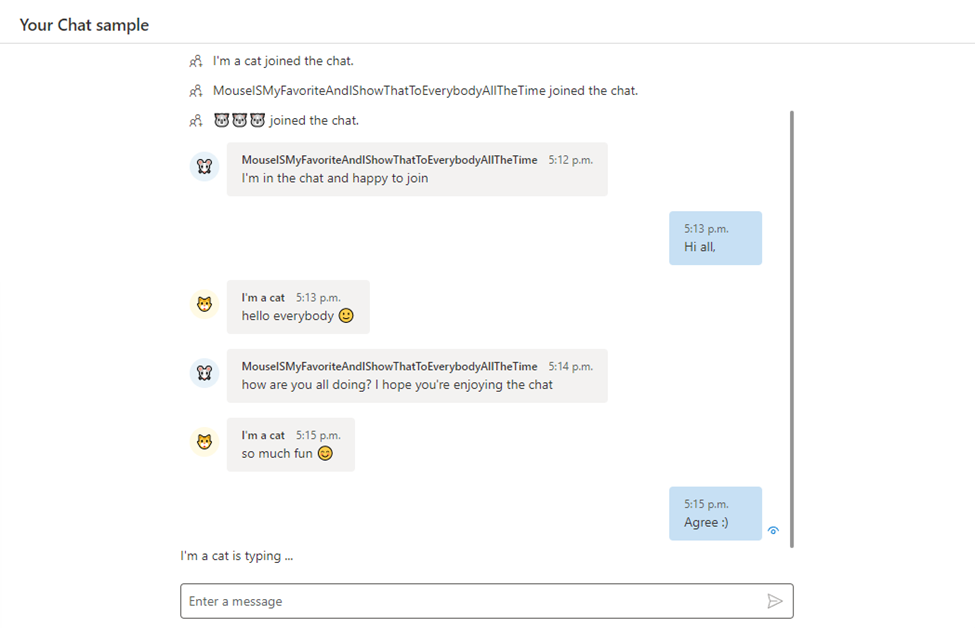 Your Chat sample
I'm a cat joined the chat.
MouseISMyFavoriteAndIShowThatToEverybodyAllTheTime joined the chat.
🐭🐭🐭 joined the chat.
MouseISMyFavoriteAndIShowThatToEverybodyAllTheTime 5:12 p.m.
I'm in the chat and happy to join
5:13 p.m.
Hi all,
I'm a cat 5:13 p.m.
hello everybody 🙂
MouseISMyFavoriteAndIShowThatToEverybodyAllTheTime 5:14 p.m.
how are you all doing? I hope you're enjoying the chat
I'm a cat 5:15 p.m.
so much fun 😊
5:15 p.m.
Agree :)
I'm a cat is typing ...
Enter a message